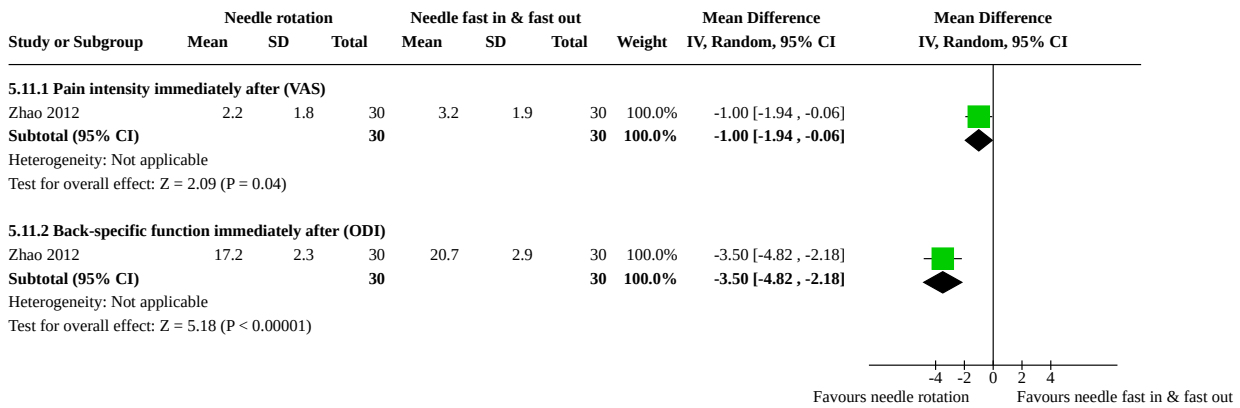 Needle rotation Needle fast in & fast out Mean Difference Mean Difference
Study or Subgroup Mean SD Total Mean SD Total Weight IV, Random, 95% CI IV, Random, 95% CI
5.11.1 Pain intensity immediately after (VAS)
Zhao 2012 2.2 1.8 30 3.2 1.9 30 100.0% -1.00 [-1.94 , -0.06]
Subtotal (95% CI) 30 30 100.0% -1.00 [-1.94 , -0.06]
Heterogeneity: Not applicable
Test for overall effect: Z = 2.09 (P = 0.04)
5.11.2 Back-specific function immediately after (ODI)
Zhao 2012 17.2 2.3 30 20.7 2.9 30 100.0% -3.50 [-4.82 , -2.18]
Subtotal (95% CI) 30 30 100.0% -3.50 [-4.82 , -2.18]
Heterogeneity: Not applicable
Test for overall effect: Z = 5.18 (P < 0.00001)
-4 -2 0 2 4
Favours needle rotation Favours needle fast in & fast out